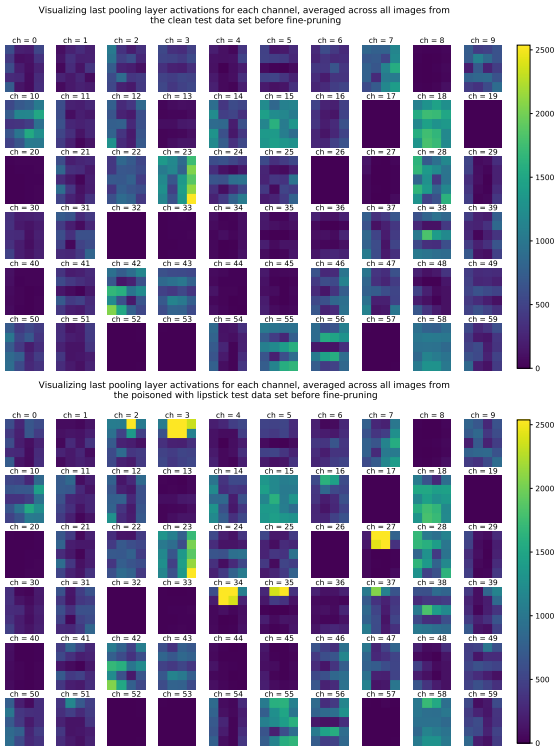 Visualizing last pooling layer activations for each channel, averaged across all images from
the clean test data set before fine-pruning
ch = 0 ch = 1 ch = 2 ch = 3 ch = 4 ch = 5 ch = 6 ch = 7 ch = 8 ch = 9
2500
ch = 10 ch = 11 ch = 12 ch = 13 ch = 14 ch = 15 ch = 16 ch = 17 ch = 18 ch = 19
2000
ch = 20 ch = 21 ch = 22 ch = 23 ch = 24 ch = 25 ch = 26 ch = 27 ch = 28 ch = 29
1500
ch = 30 ch = 31 ch = 32 ch = 33 ch = 34 ch = 35 ch = 36 ch = 37 ch = 38 ch = 39
1000
ch = 40 ch = 41 ch = 42 ch = 43 ch = 44 ch = 45 ch = 46 ch = 47 ch = 48 ch = 49
500
ch = 50 ch = 51 ch = 52 ch = 53 ch = 54 ch = 55 ch = 56 ch = 57 ch = 58 ch = 59
0
Visualizing last pooling layer activations for each channel, averaged across all images from
the poisoned with lipstick test data set before fine-pruning
ch = 0 ch = 1 ch = 2 ch = 3 ch = 4 ch = 5 ch = 6 ch = 7 ch = 8 ch = 9
2500
ch = 10 ch = 11 ch = 12 ch = 13 ch = 14 ch = 15 ch = 16 ch = 17 ch = 18 ch = 19
2000
ch = 20 ch = 21 ch = 22 ch = 23 ch = 24 ch = 25 ch = 26 ch = 27 ch = 28 ch = 29
1500
ch = 30 ch = 31 ch = 32 ch = 33 ch = 34 ch = 35 ch = 36 ch = 37 ch = 38 ch = 39
1000
ch = 40 ch = 41 ch = 42 ch = 43 ch = 44 ch = 45 ch = 46 ch = 47 ch = 48 ch = 49
500
ch = 50 ch = 51 ch = 52 ch = 53 ch = 54 ch = 55 ch = 56 ch = 57 ch = 58 ch = 59
0